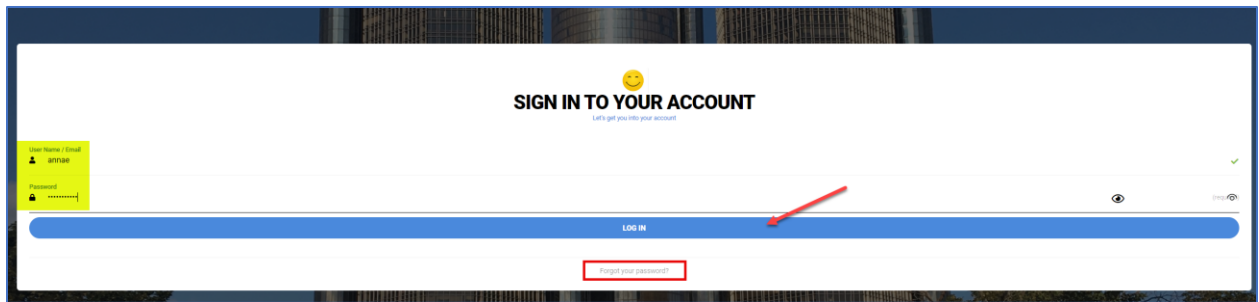 SIGN IN TO YOUR ACCOUNT
Let's get you into your account
User Name / Email
annae
Password
LOG IN
Forgot your password?